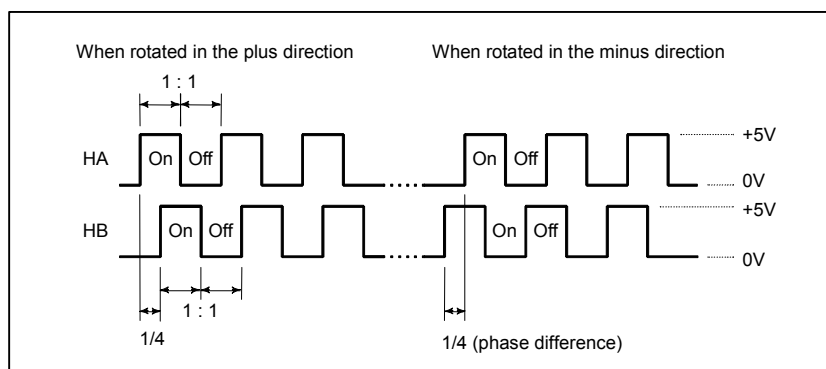 When rotated in the plus direction
When rotated in the minus direction
1 : 1
HA
On
Off
On
Off
+5V
0V
HB
On
Off
On
Off
+5V
0V
1 : 1
1/4
1/4 (phase difference)